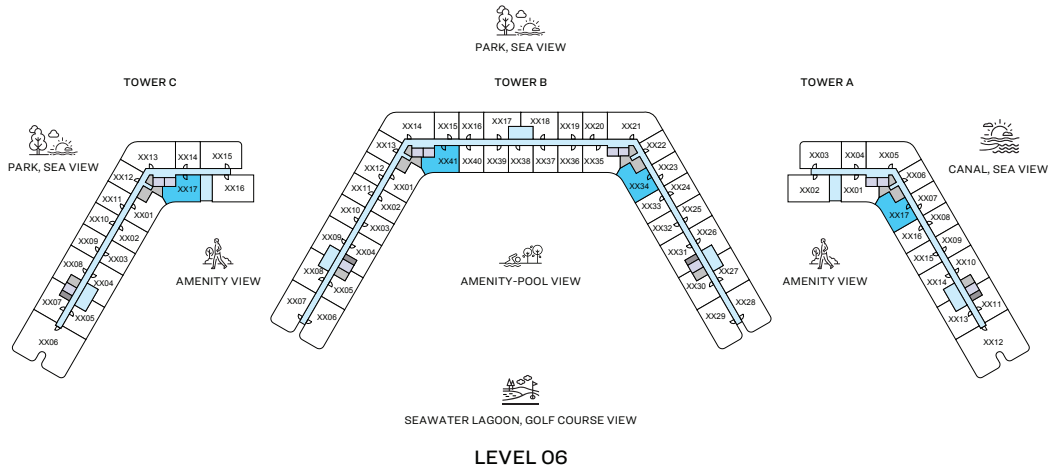 PARK, SEA VIEW
TOWER C
TOWER B
TOWER A
PARK, SEA VIEW
CANAL, SEA VIEW
XX13
XX14
XX15
XX12
XX17
XX16
XX11
XX01
XX10
XX02
XX09
XX03
XX08
XX04
XX07
XX05
XX06
AMENITY VIEW
XX14
XX15
XX16
XX17
XX18
XX19
XX20
XX21
XX13
XX41
XX40
XX39
XX38
XX37
XX36
XX35
XX22
XX12
XX01
XX34
XX23
XX11
XX02
XX33
XX24
XX10
XX03
XX32
XX25
XX09
XX04
XX31
XX26
XX08
XX05
XX30
XX27
XX07
XX06
XX29
XX28
AMENITY-POOL VIEW
XX03
XX04
XX05
XX02
XX01
XX06
XX17
XX07
XX16
XX08
XX15
XX09
XX14
XX10
XX13
XX11
XX12
AMENITY VIEW
SEAWATER LAGOON, GOLF COURSE VIEW
LEVEL 06